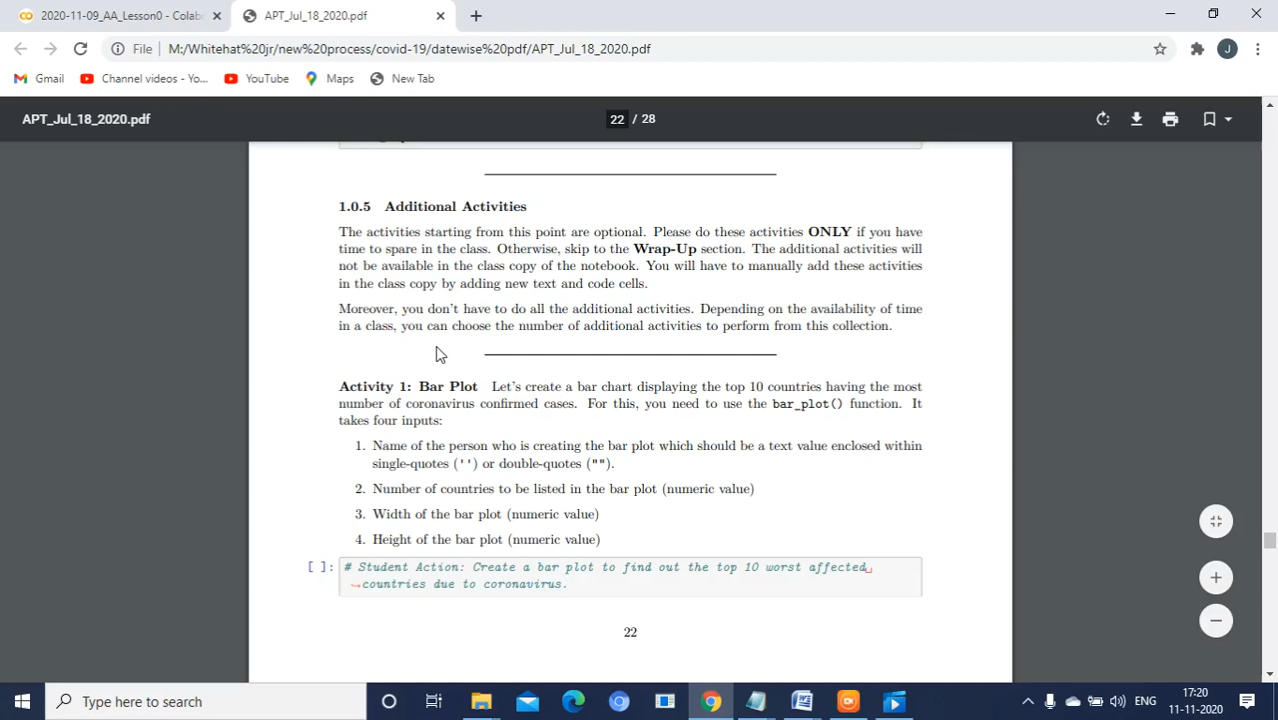 2020-11-09_AA_Lesson0 - Colab
APT_Jul_18_2020.pdf
File
M:/Whitehat%20jr/new%20process/covid-19/datewise%20pdf/APT_Jul_18_2020.pdf
J
Gmail
Channel videos - Yo...
YouTube
Maps
New Tab
APT_Jul_18_2020.pdf
22 / 28
1.0.5 Additional Activities
The activities starting from this point are optional. Please do these activities ONLY if you have
time to spare in the class. Otherwise, skip to the Wrap-Up section. The additional activities will
not be available in the class copy of the notebook. You will have to manually add these activities
in the class copy by adding new text and code cells.
Moreover, you don't have to do all the additional activities. Depending on the availability of time
in a class, you can choose the number of additional activities to perform from this collection.
Activity 1: Bar Plot Let's create a bar chart displaying the top 10 countries having the most
number of coronavirus confirmed cases. For this, you need to use the bar_plot() function. It
takes four inputs:
1. Name of the person who is creating the bar plot which should be a text value enclosed within
single-quotes ('') or double-quotes ("").
2. Number of countries to be listed in the bar plot (numeric value)
3. Width of the bar plot (numeric value)
4. Height of the bar plot (numeric value)
[ ]: # Student Action: Create a bar plot to find out the top 10 worst affected
countries due to coronavirus.
22
Type here to search
ENG
17:20
11-11-2020